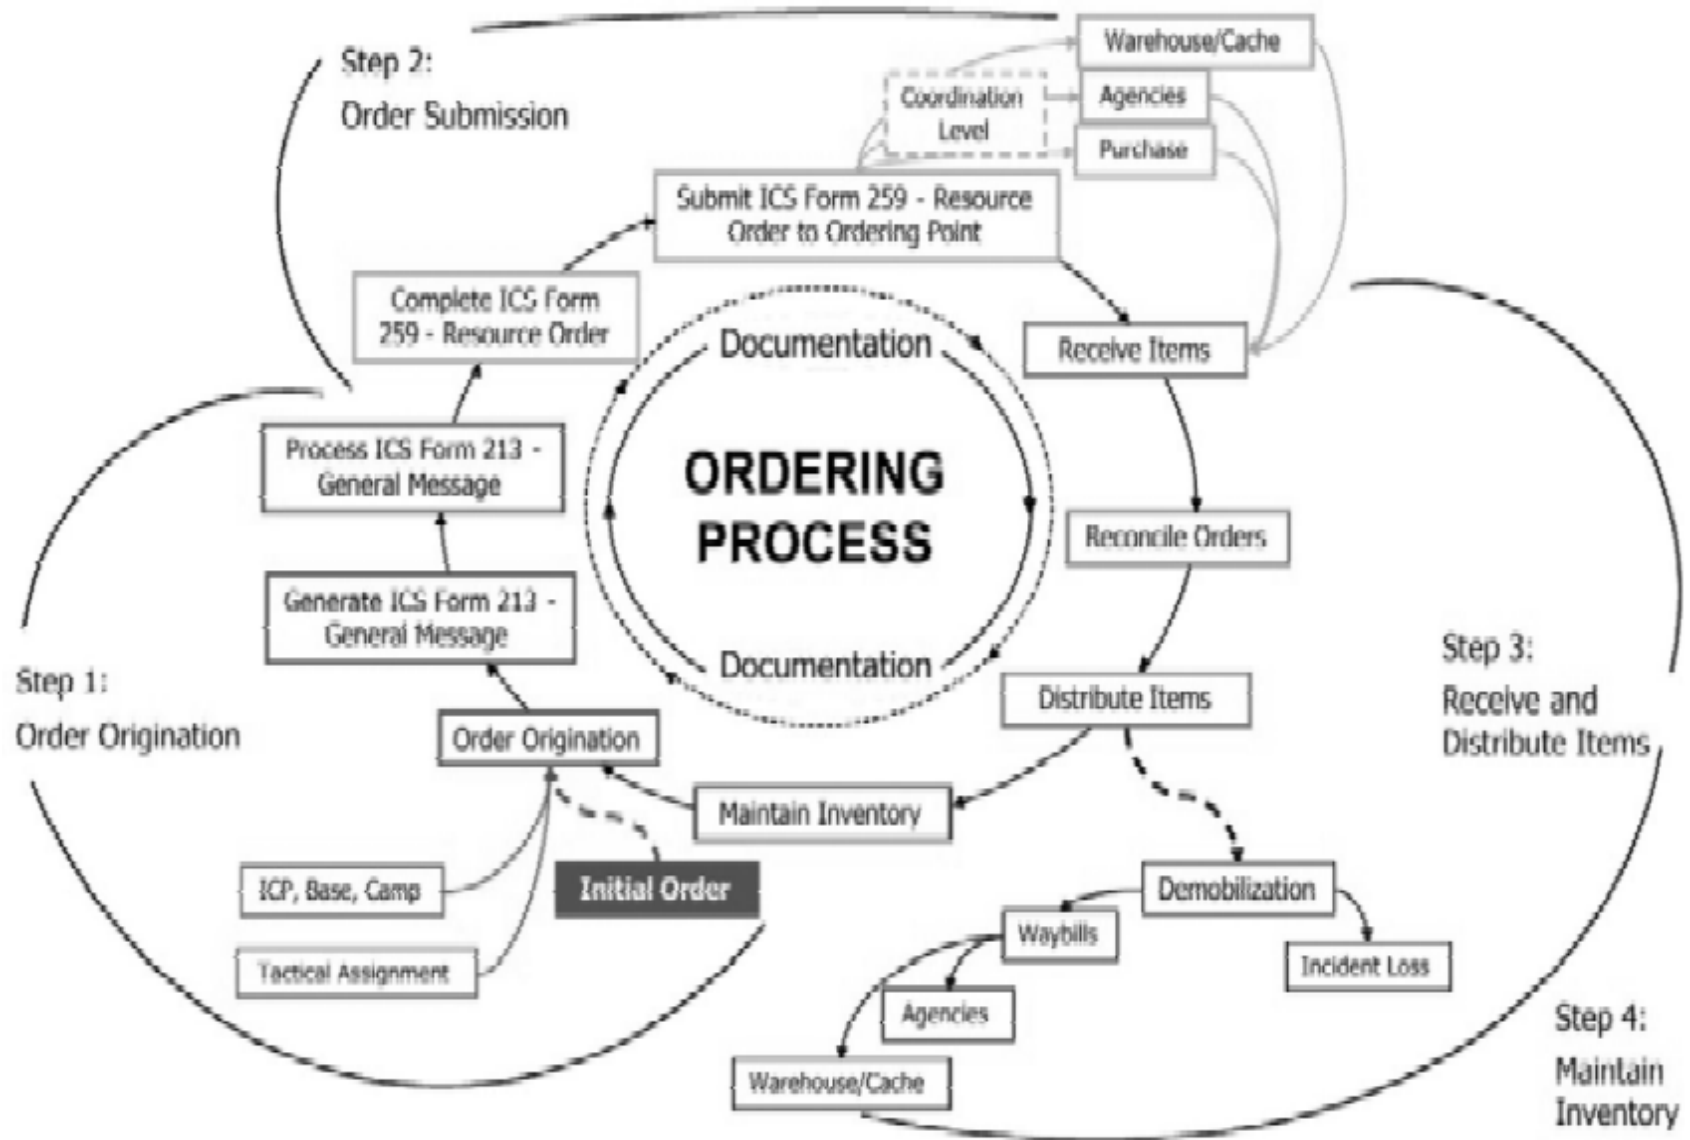 Step 2:
Order Submission
Warehouse/Cache
Coordination
Level
Agencies
Purchase
Submit ICS Form 259 - Resource
Order to Ordering Point
Complete ICS Form
259 - Resource Order
Documentation
Receive Items
Process ICS Form 213 -
General Message
ORDERING
PROCESS
Reconcile Orders
Generate ICS Form 213 -
General Message
Documentation
Step 1:
Order Origination
Order Origination
Distribute Items
Step 3:
Receive and
Distribute Items
Maintain Inventory
ICP, Base, Camp
Initial Order
Demobilization
Tactical Assignment
Waybills
Incident Loss
Agencies
Warehouse/Cache
Step 4:
Maintain
Inventory